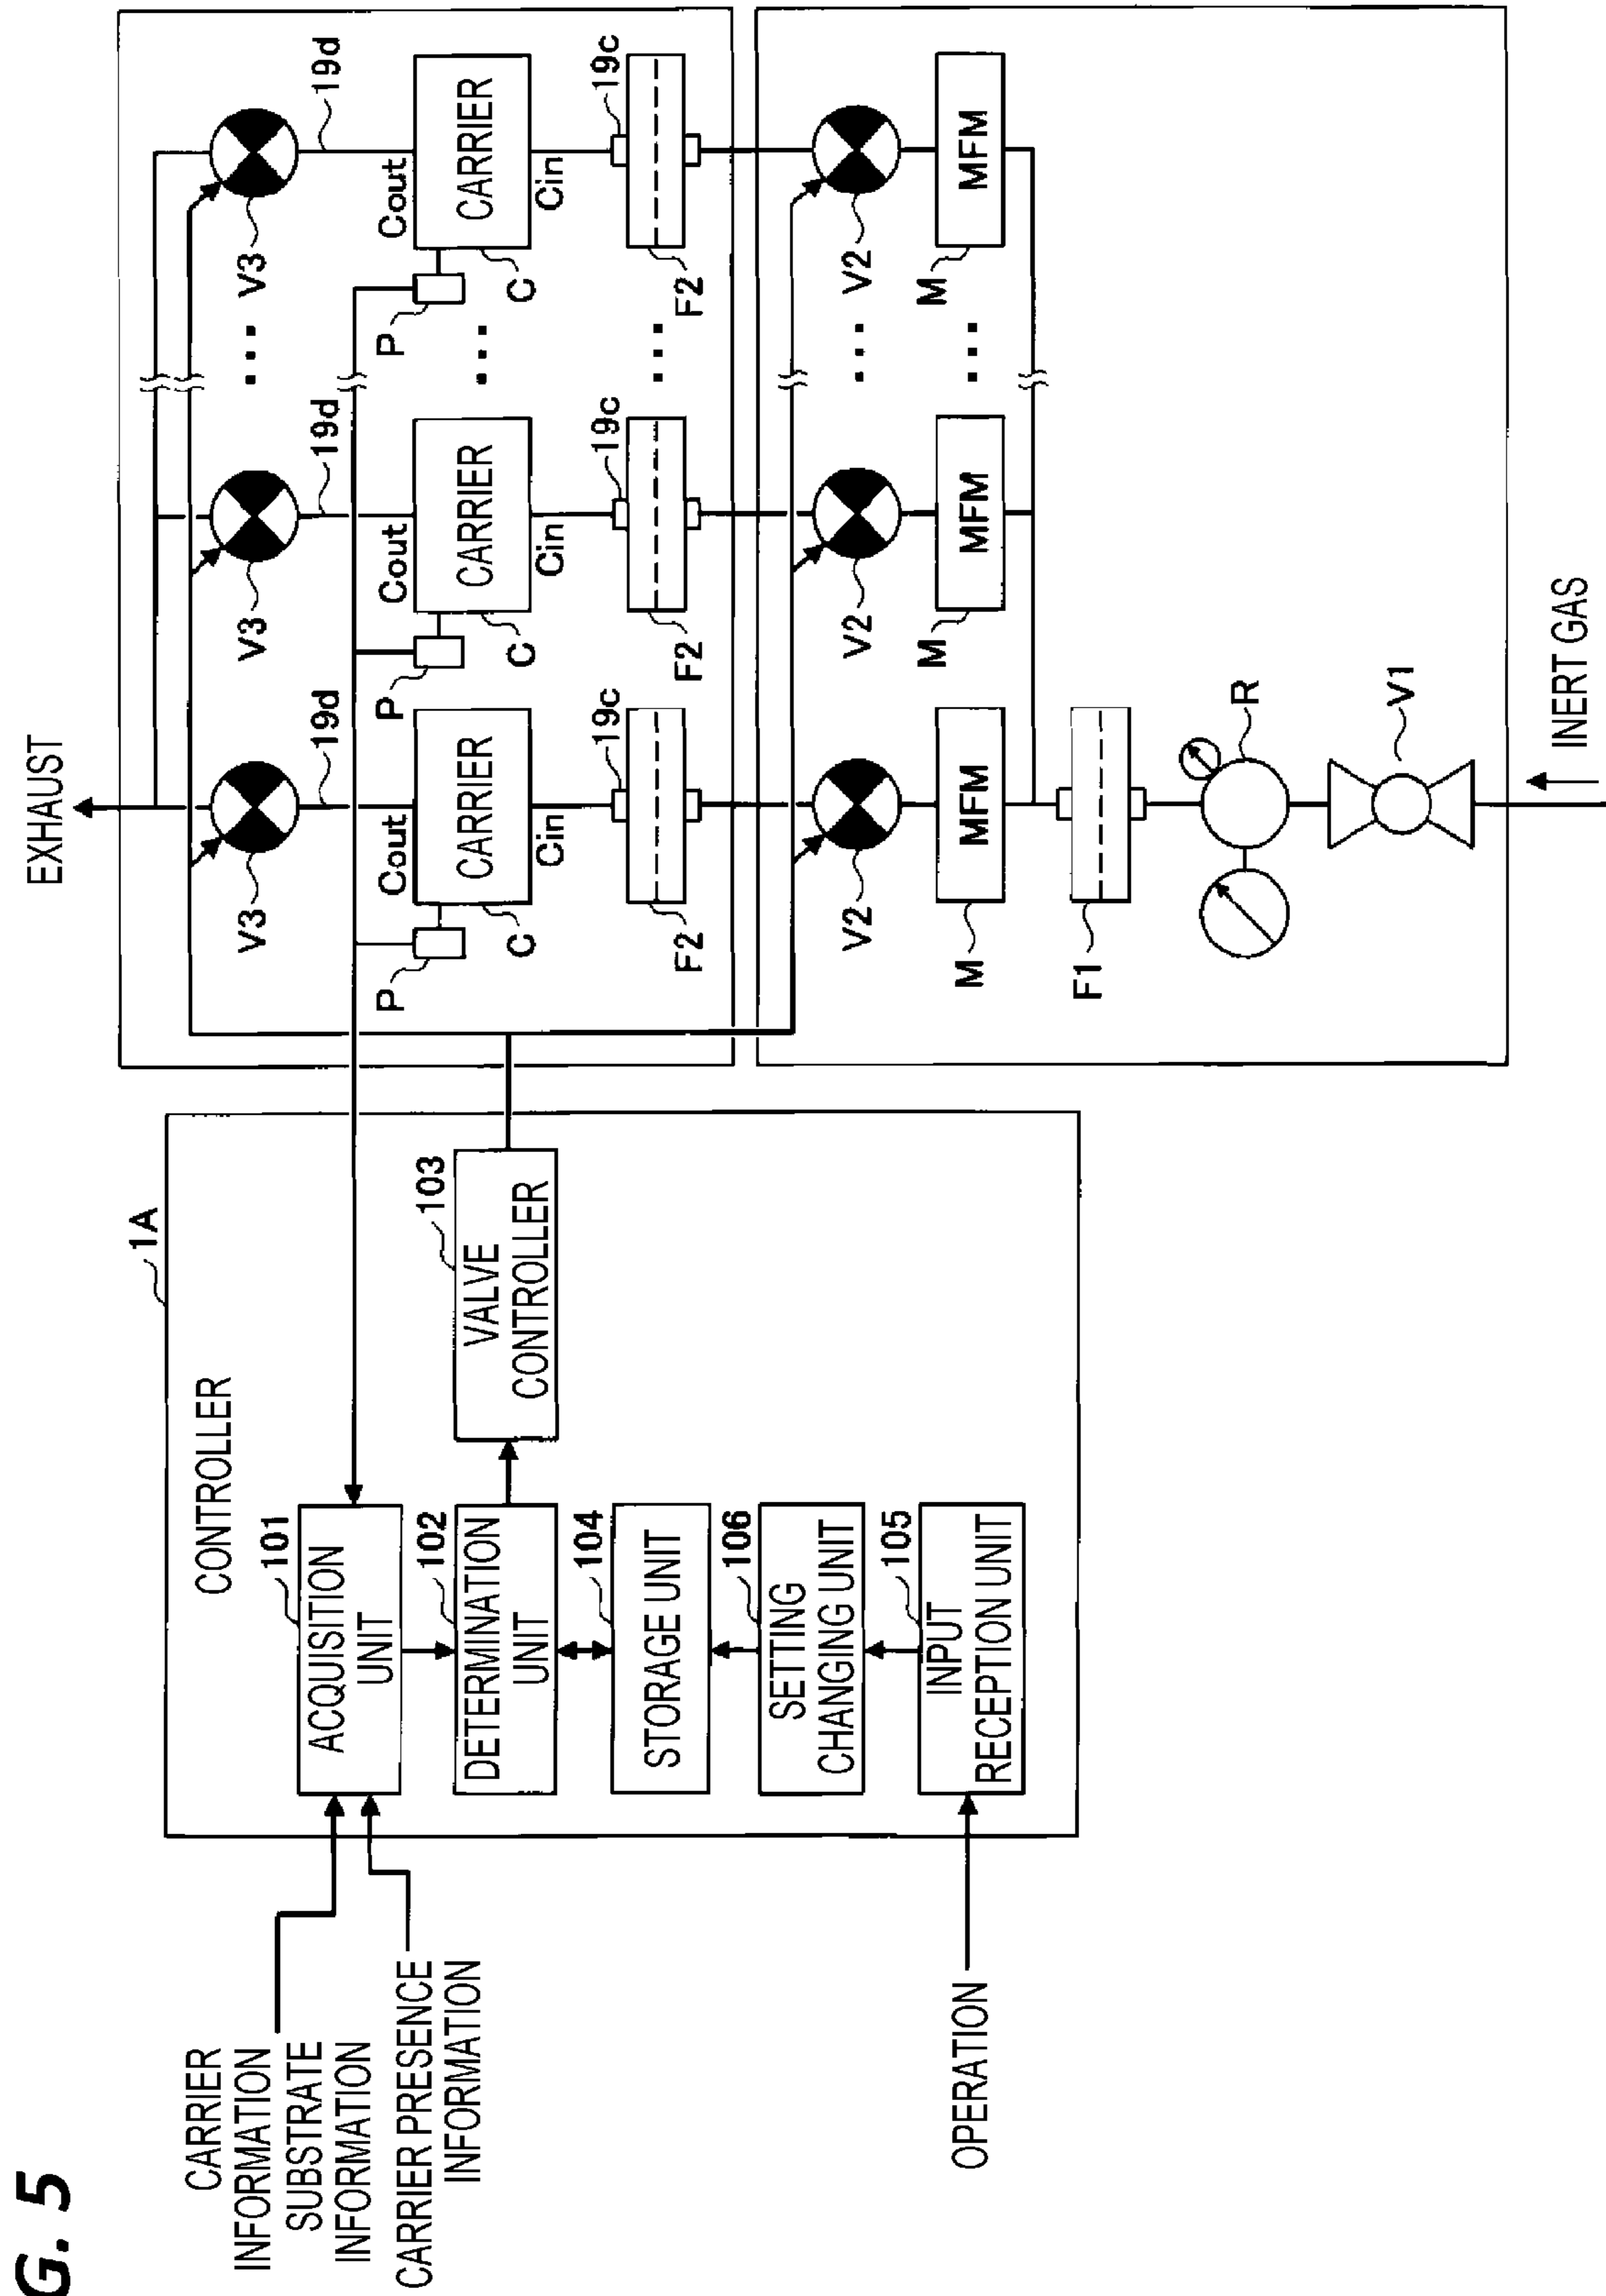 G. 5
CARRIER
INFORMATION
SUBSTRATE
INFORMATION
CARRIER PRESENCE
INFORMATION
OPERATION
1A
CONTROLLER
101
ACQUISITION
UNIT
102
DETERMINATION
UNIT
103
VALVE
CONTROLLER
104
STORAGE UNIT
106
SETTING
CHANGING UNIT
105
INPUT
RECEPTION UNIT
EXHAUST
V3
19d
V3
19d
V3
19d
...
P
Cout
CARRIER
Cin
C
P
Cout
CARRIER
Cin
C
...
P
Cout
CARRIER
Cin
C
F2
19c
F2
19c
...
F2
19c
V2
V2
...
V2
M
MFM
M
MFM
...
M
MFM
F1
R
V1
INERT GAS